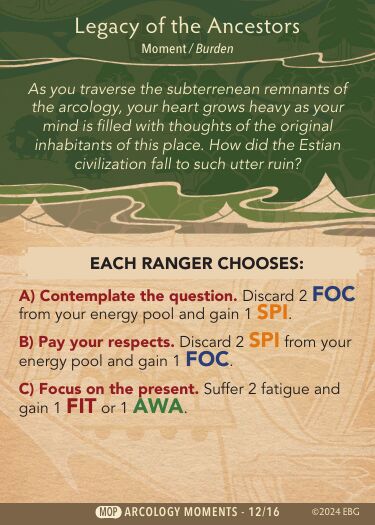 Legacy of the Ancestors
Moment / Burden
As you traverse the subterrenean remnants of
the arcology, your heart grows heavy as your
mind is filled with thoughts of the original
inhabitants of this place. How did the Estian
civilization fall to such utter ruin?
EACH RANGER CHOOSES:
A) Contemplate the question. Discard 2 FOC
from your energy pool and gain 1 SPI.
B) Pay your respects. Discard 2 SPI from your
energy pool and gain 1 FOC.
C) Focus on the present. Suffer 2 fatigue and
gain 1 FIT or 1 AWA.
MOP ARCOLOGY MOMENTS - 12/16 ©2024 EBG